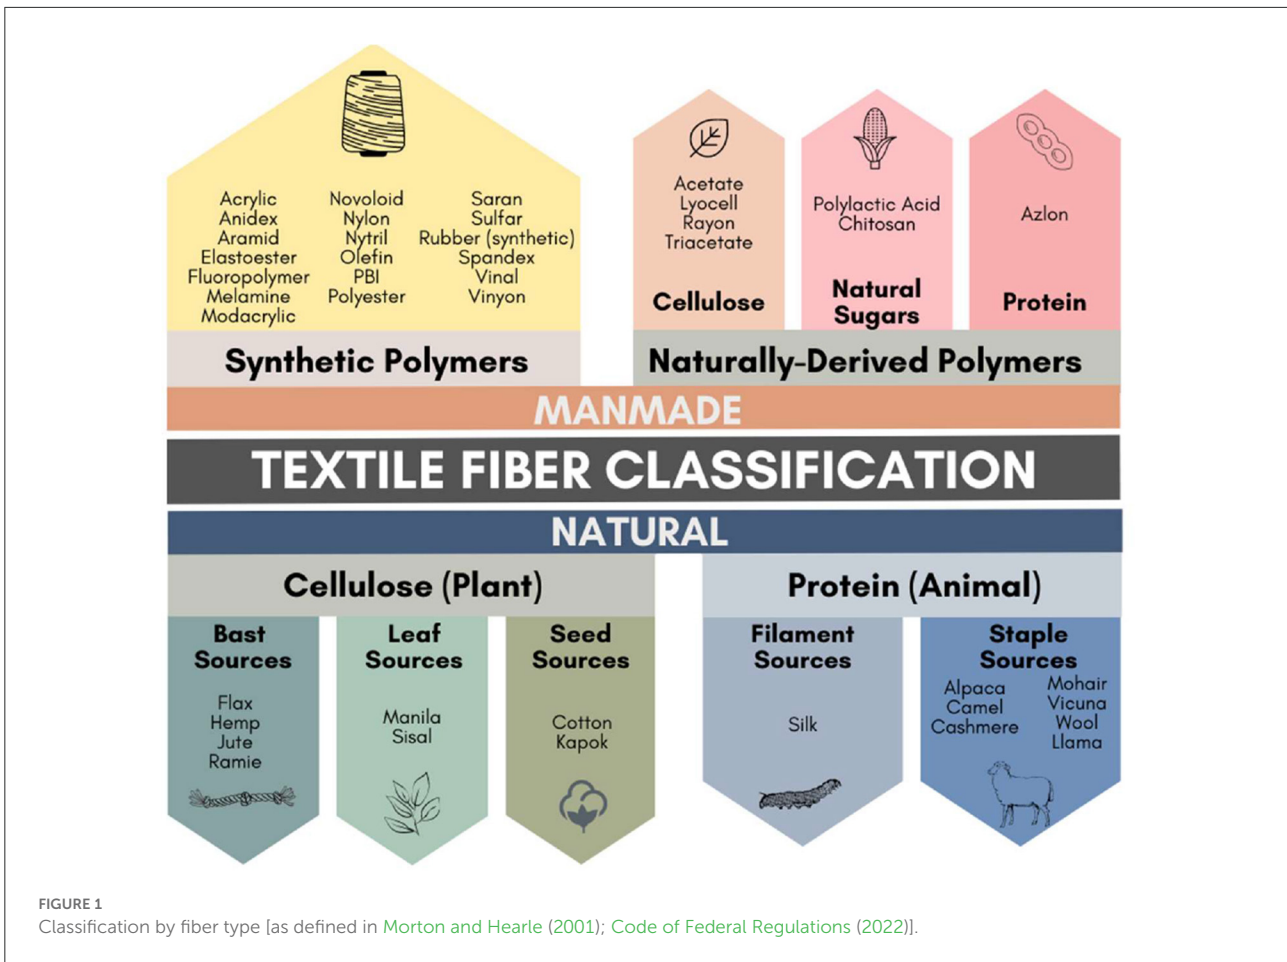 Acrylic
Anidex
Aramid
Elastoester
Fluoropolymer
Melamine
Modacrylic
Novoloid
Nylon
Nytril
Olefin
PBI
Polyester
Saran
Sulfar
Rubber (synthetic)
Spandex
Vinal
Vinyon
Synthetic Polymers
Acetate
Lyocell
Rayon
Triacetate
Cellulose
Polylactic Acid
Chitosan
Natural
Sugars
Azlon
Protein
Naturally-Derived Polymers
MANMADE
TEXTILE FIBER CLASSIFICATION
NATURAL
Cellulose (Plant)
Bast
Sources
Flax
Hemp
Jute
Ramie
Leaf
Sources
Manila
Sisal
Seed
Sources
Cotton
Kapok
Protein (Animal)
Filament
Sources
Silk
Staple
Sources
Alpaca
Camel
Cashmere
Mohair
Vicuna
Wool
Llama
FIGURE 1
Classification by fiber type [as defined in Morton and Hearle (2001); Code of Federal Regulations (2022)].